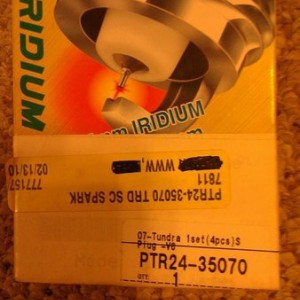 IRIDIUM
IRIDIUM
777157
02/13/10
WWW.
7811
PTR24-35070 TRD SC SPARK
07-Tundra 1set(4pcs)S
Plug -V8
PTR24-35070
QTY:
1